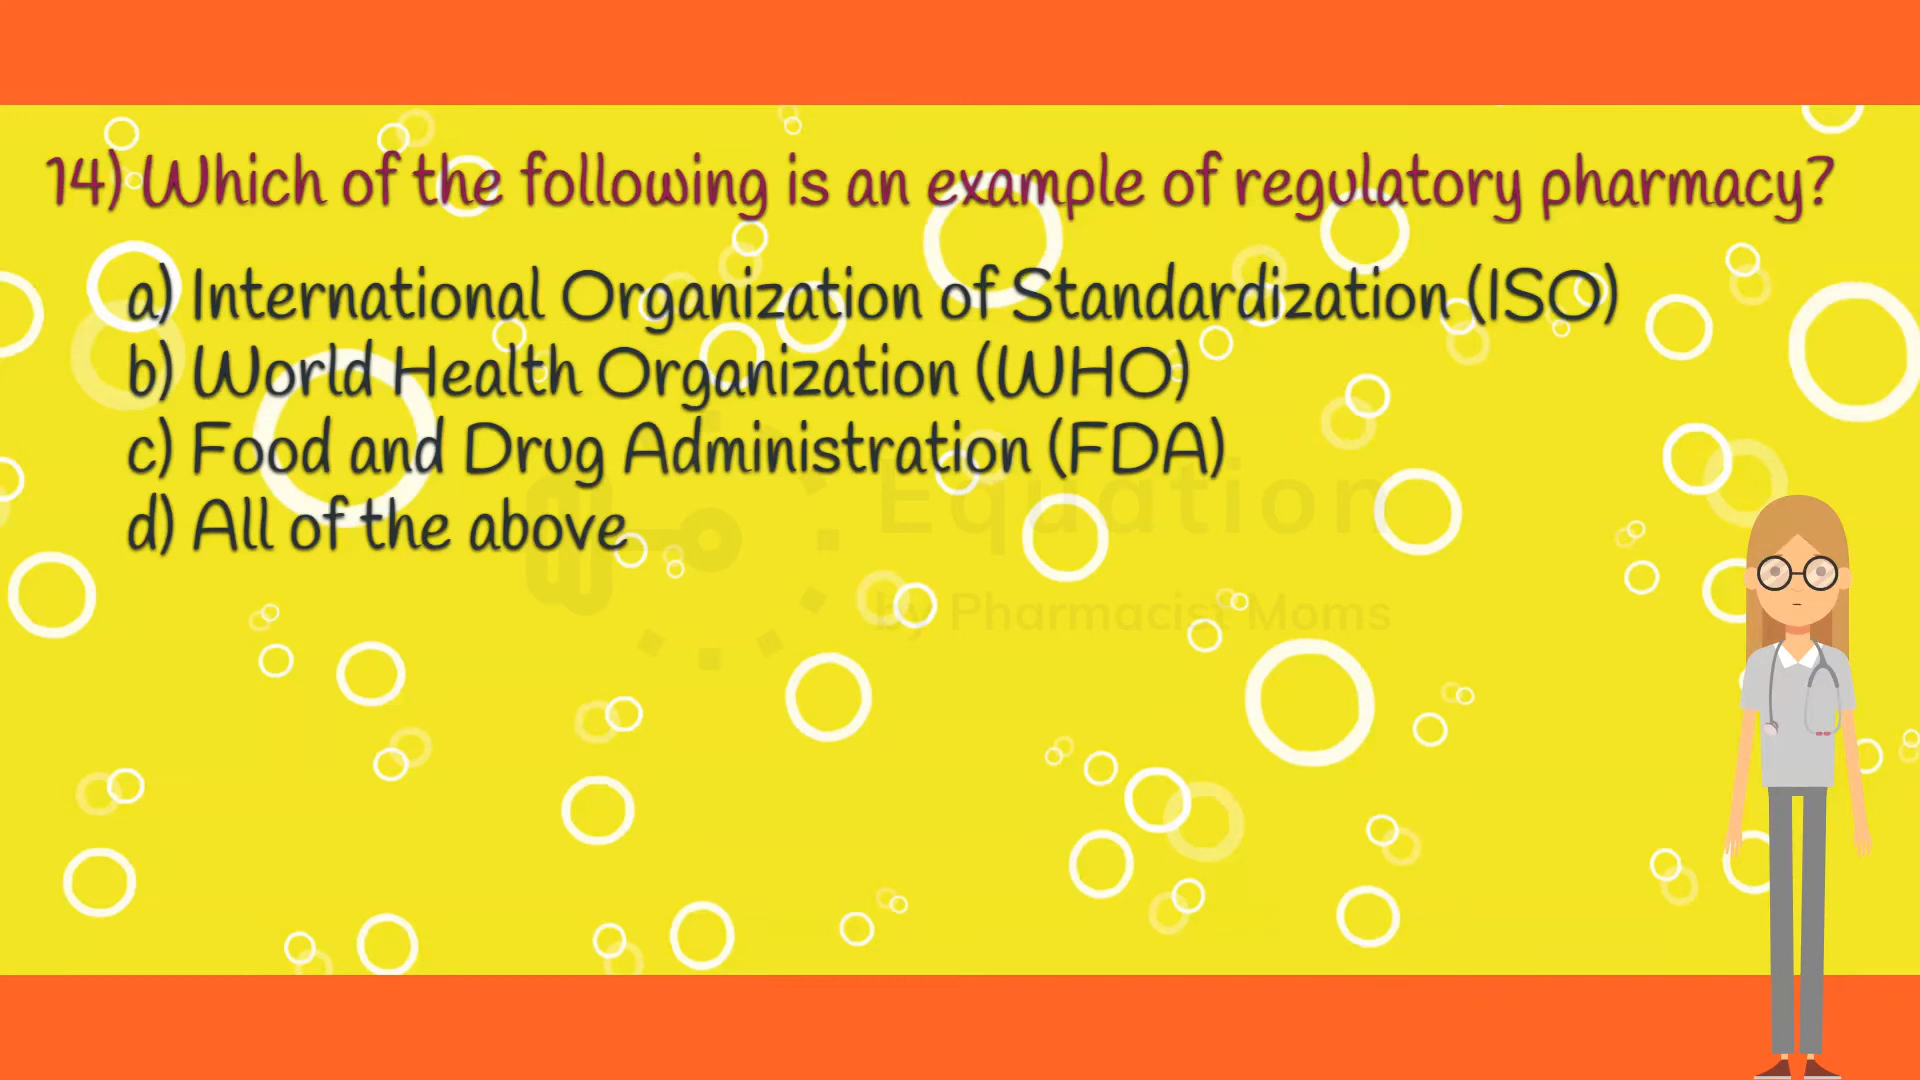 14) Which of the following is an example of regulatory pharmacy?
a) International Organization of Standardization (ISO)
b) World Health Organization (WHO)
c) Food and Drug Administration (FDA)
d) All of the above
Equation
by Pharmacist Moms